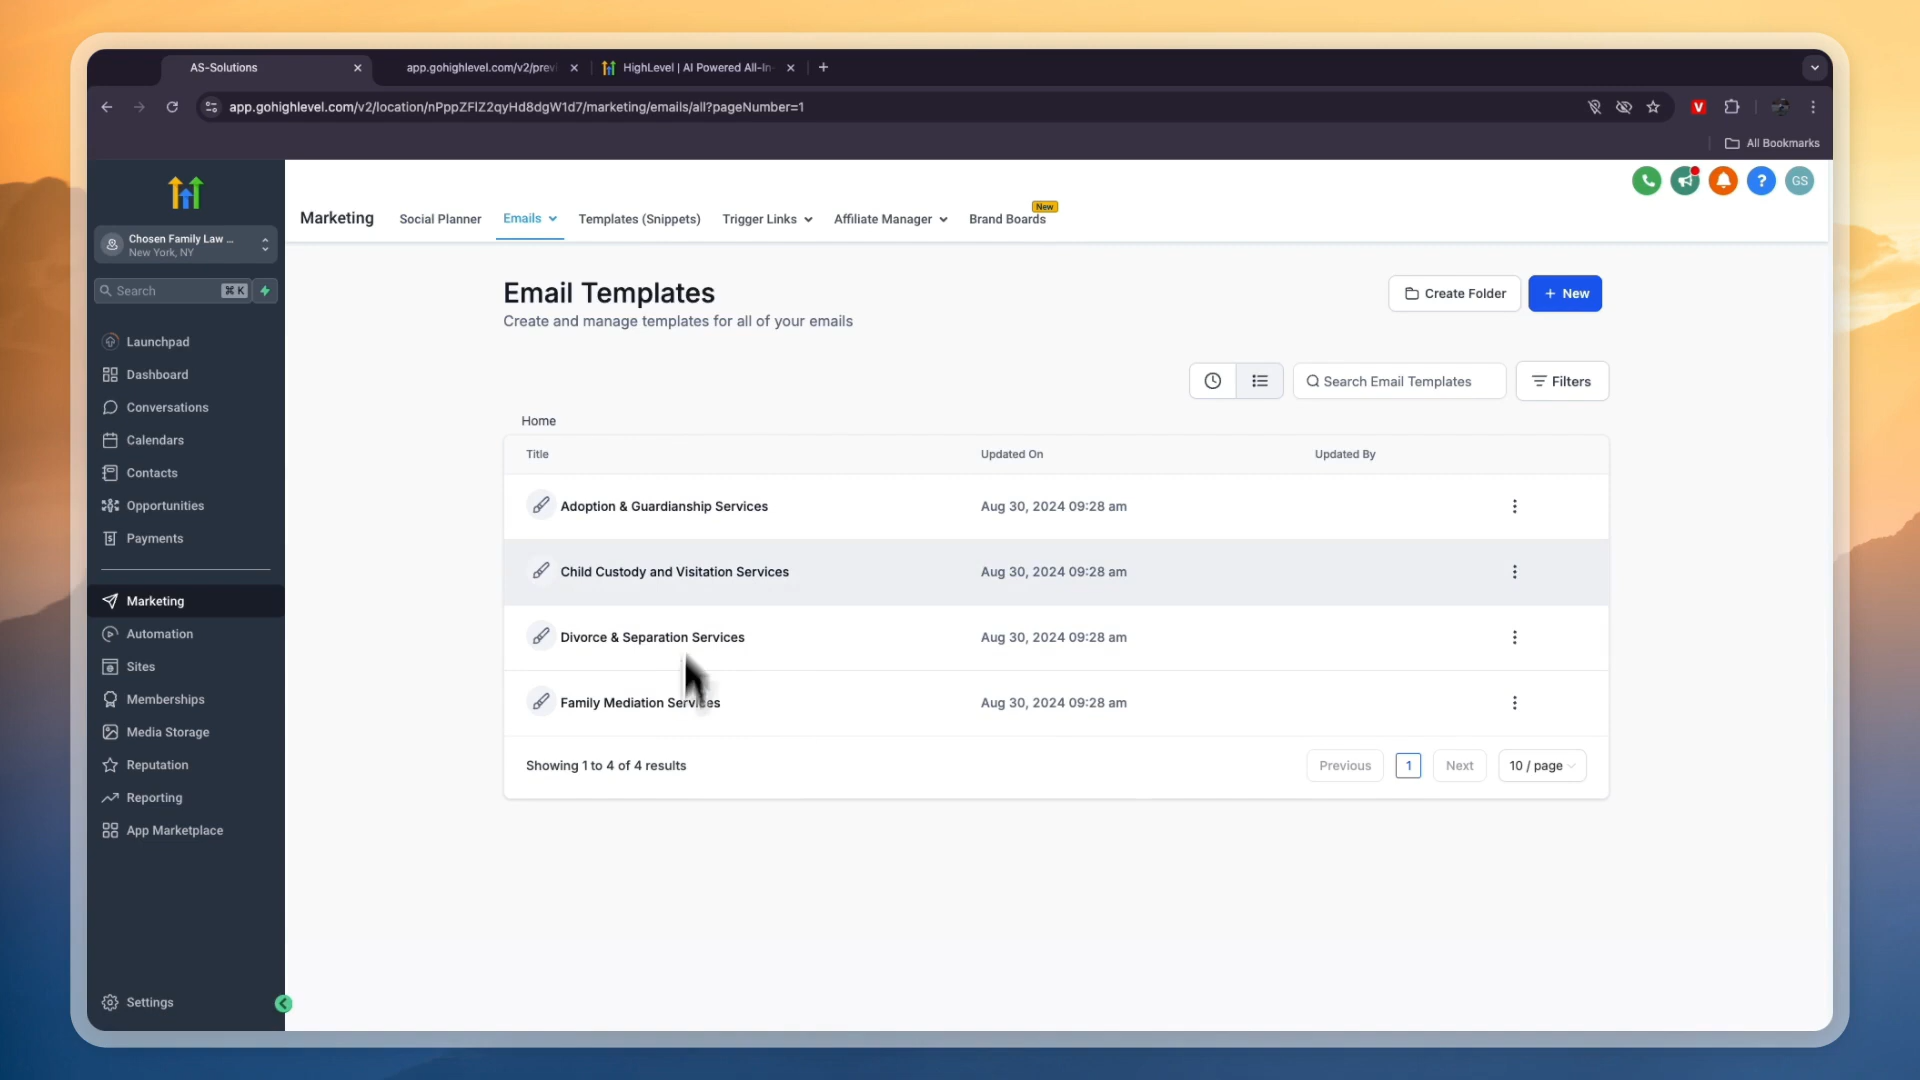 AS-Solutions
app.gohighlevel.com/v2/previ
HighLevel | AI Powered All-In-
app.gohighlevel.com/v2/location/nPppZFIZ2qyHd8dgW1d7/marketing/emails/all?pageNumber=1
V
All Bookmarks
GS
Chosen Family Law ...
New York, NY
Search
⌘ K
Launchpad
Dashboard
Conversations
Calendars
Contacts
Opportunities
Payments
Marketing
Automation
Sites
Memberships
Media Storage
Reputation
Reporting
App Marketplace
Settings
Marketing
Social Planner
Emails
Templates (Snippets)
Trigger Links
Affiliate Manager
Brand Boards
New
Email Templates
Create and manage templates for all of your emails
Create Folder
+ New
Search Email Templates
Filters
Home
Title Updated On Updated By
Adoption & Guardianship Services Aug 30, 2024 09:28 am
Child Custody and Visitation Services Aug 30, 2024 09:28 am
Divorce & Separation Services Aug 30, 2024 09:28 am
Family Mediation Services Aug 30, 2024 09:28 am
Showing 1 to 4 of 4 results
Previous 1 Next 10 / page